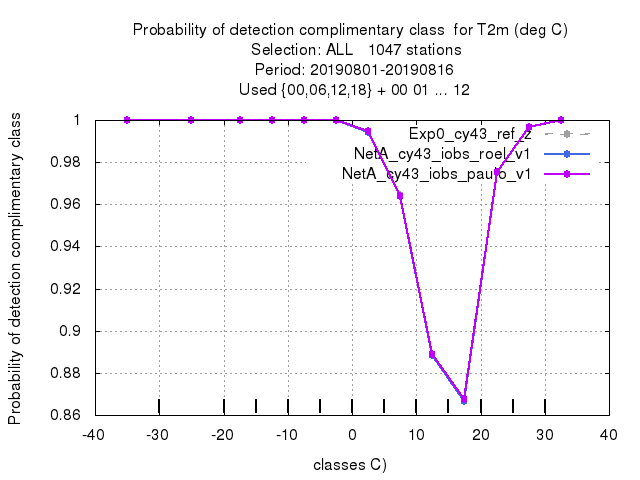 Probability of detection complimentary class  for T2m (deg C)
Selection: ALL   1047 stations
Period: 20190801-20190816
Used {00,06,12,18} + 00 01 ... 12
Probability of detection complimentary class
1
0.98
0.96
0.94
0.92
0.9
0.88
0.86
Exp0_cy43_ref_z
NetA_cy43_iobs_roel_v1
NetA_cy43_iobs_paulo_v1
-40 -30 -20 -10 0 10 20 30 40
classes C)